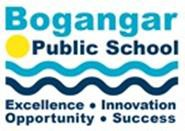 Bogangar
Public School
Excellence • Innovation
Opportunity • Success